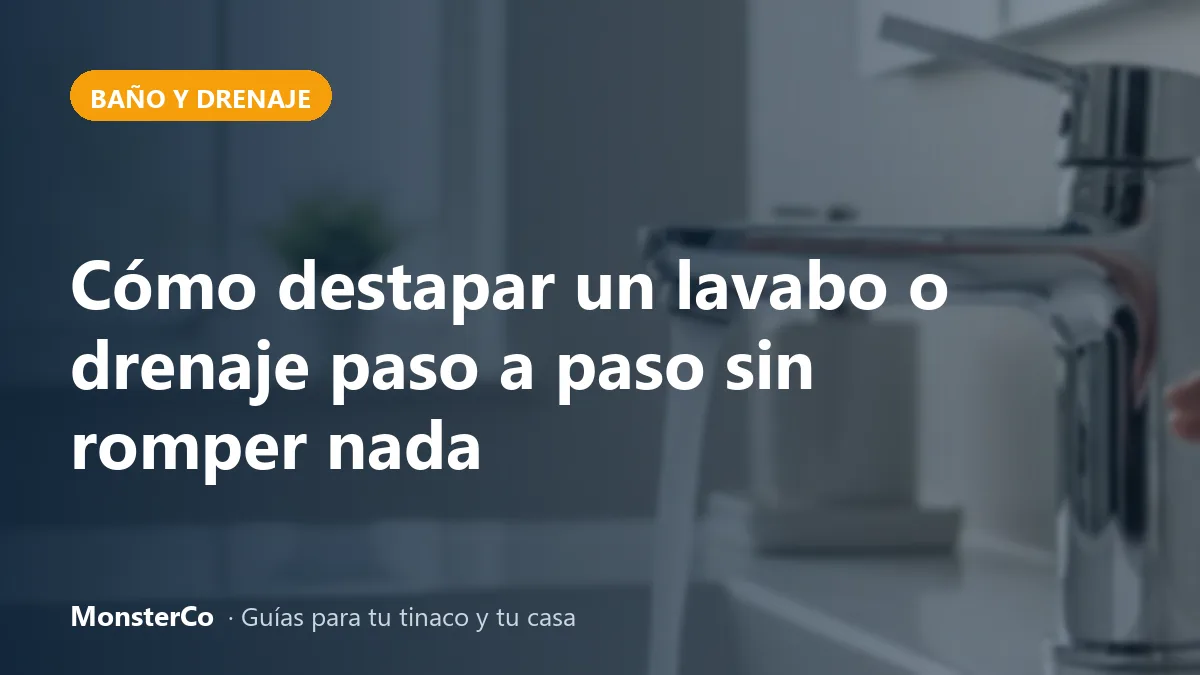 BAÑO Y DRENAJE
Cómo destapar un lavabo o
drenaje paso a paso sin
romper nada
MonsterCo · Guías para tu tinaco y tu casa